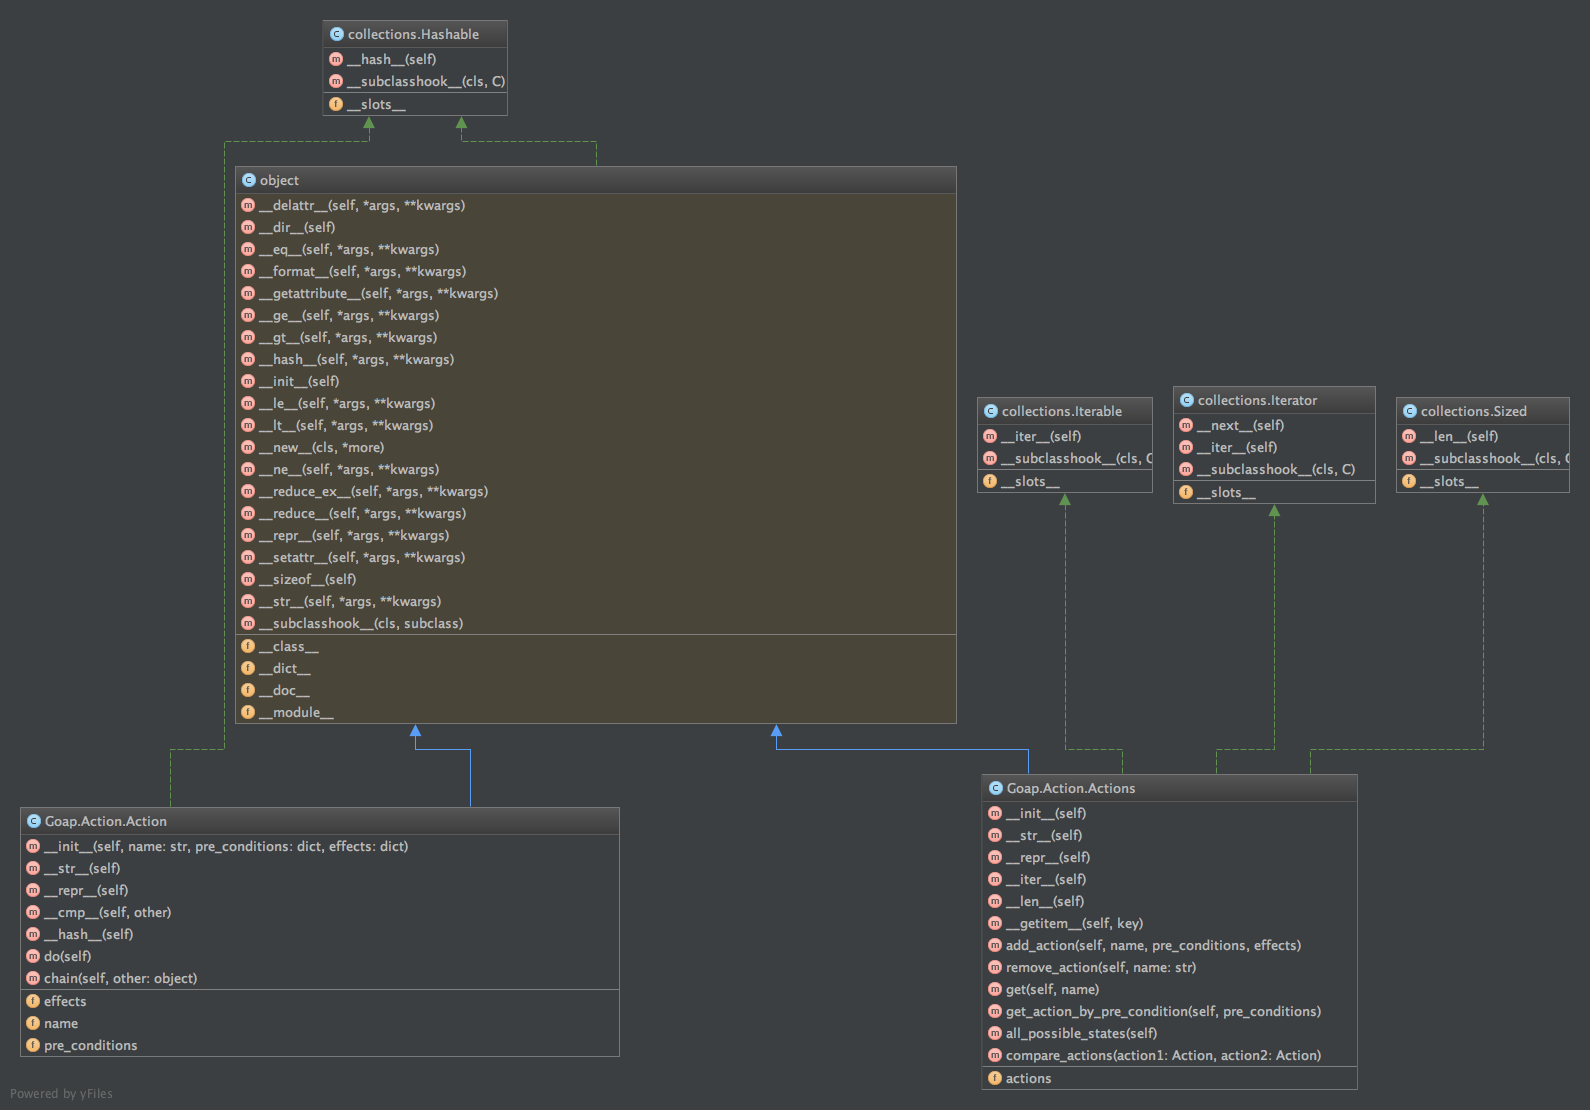 collections.Hashable
__hash__(self)
__subclasshook__(cls, C)
__slots__
object
__delattr__(self, *args, **kwargs)
__dir__(self)
__eq__(self, *args, **kwargs)
__format__(self, *args, **kwargs)
__getattribute__(self, *args, **kwargs)
__ge__(self, *args, **kwargs)
__gt__(self, *args, **kwargs)
__hash__(self, *args, **kwargs)
__init__(self)
__le__(self, *args, **kwargs)
__lt__(self, *args, **kwargs)
__new__(cls, *more)
__ne__(self, *args, **kwargs)
__reduce_ex__(self, *args, **kwargs)
__reduce__(self, *args, **kwargs)
__repr__(self, *args, **kwargs)
__setattr__(self, *args, **kwargs)
__sizeof__(self)
__str__(self, *args, **kwargs)
__subclasshook__(cls, subclass)
__class__
__dict__
__doc__
__module__
collections.Iterable
__iter__(self)
__subclasshook__(cls, C
__slots__
collections.Iterator
__next__(self)
__iter__(self)
__subclasshook__(cls, C)
__slots__
collections.Sized
__len__(self)
__subclasshook__(cls, C
__slots__
Goap.Action.Action
__init__(self, name: str, pre_conditions: dict, effects: dict)
__str__(self)
__repr__(self)
__cmp__(self, other)
__hash__(self)
do(self)
chain(self, other: object)
effects
name
pre_conditions
Goap.Action.Actions
__init__(self)
__str__(self)
__repr__(self)
__iter__(self)
__len__(self)
__getitem__(self, key)
add_action(self, name, pre_conditions, effects)
remove_action(self, name: str)
get(self, name)
get_action_by_pre_condition(self, pre_conditions)
all_possible_states(self)
compare_actions(action1: Action, action2: Action)
actions
Powered by yFiles